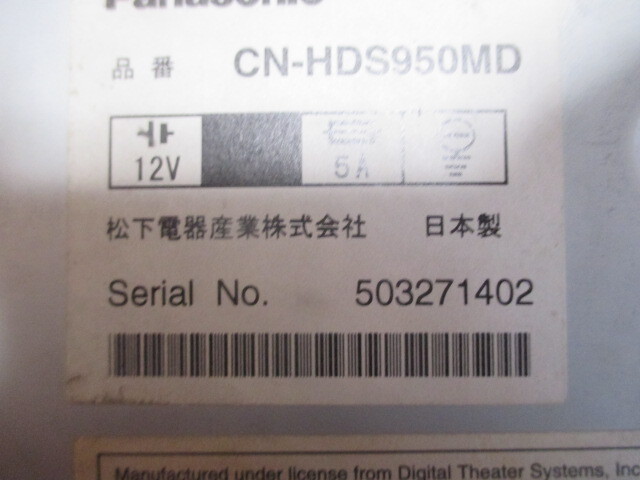 Panasonic
品番 CN-HDS950MD
12V 5A
松下電器産業株式会社 日本製
Serial No. 503271402
Manufactured under license from Digital Theater Systems, Inc